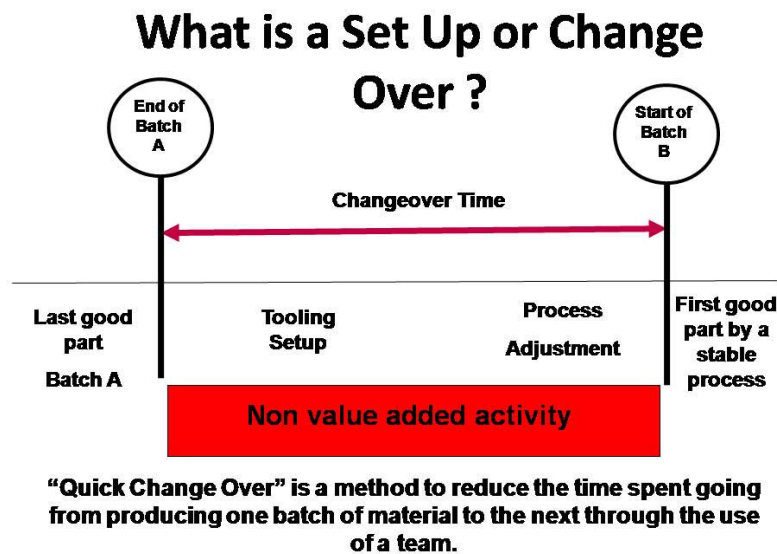 What is a Set Up or Change
Over ?
End of
Batch
A
Start of
Batch
B
Changeover Time
Last good
part
Batch A
Tooling
Setup
Process
Adjustment
First good
part by a
stable
process
Non value added activity
“Quick Change Over” is a method to reduce the time spent going
from producing one batch of material to the next through the use
of a team.